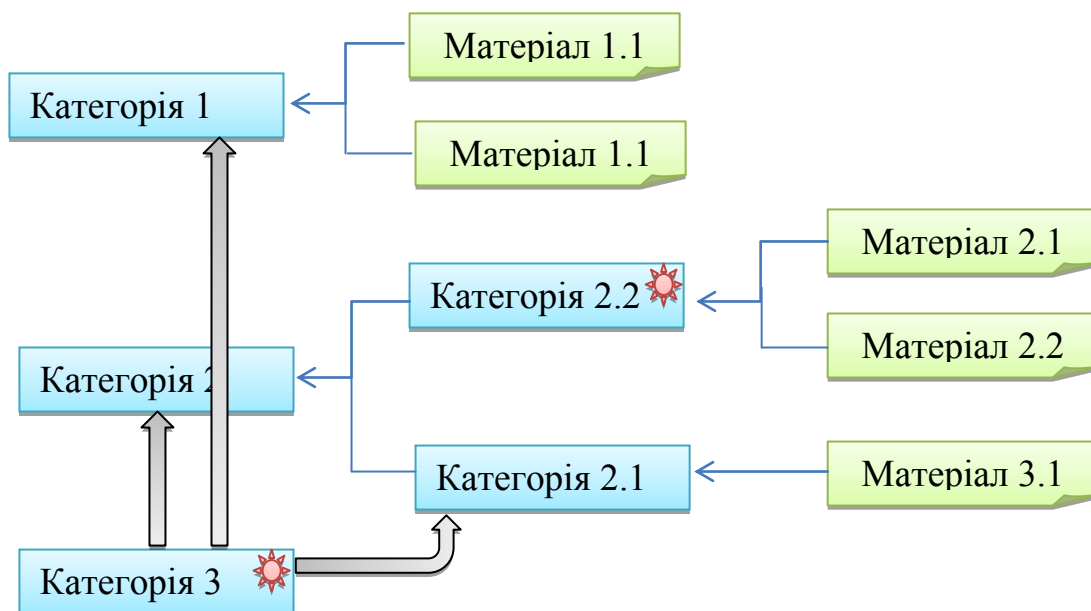 Матеріал 1.1
Категорія 1
Матеріал 1.1
Матеріал 2.1
Категорія 2.2
Матеріал 2.2
Категорія 2
Матеріал 3.1
Категорія 2.1
Категорія 3